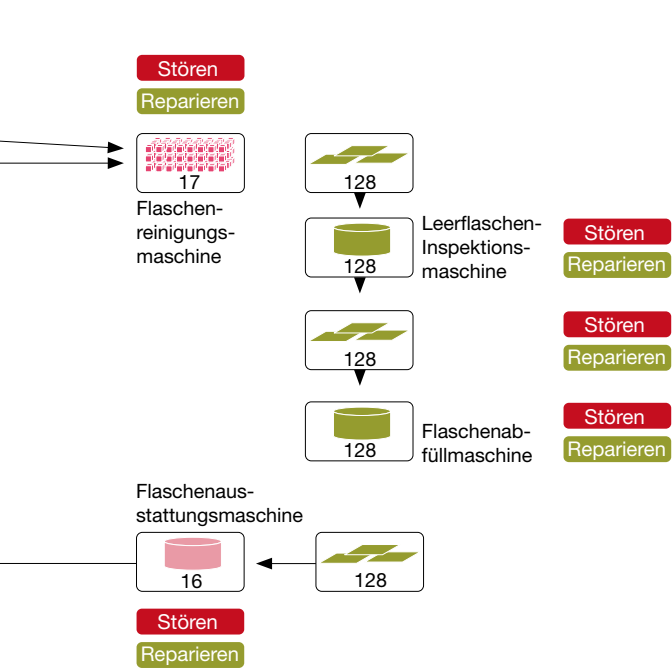 Stören
Reparieren
17
Flaschen-
reinigungs-
maschine
128
128
Leerflaschen-
Inspektions-
maschine
Stören
Reparieren
128
Stören
Reparieren
128
Flaschenab-
füllmaschine
Stören
Reparieren
Flaschenaus-
stattungsmaschine
16
128
Stören
Reparieren